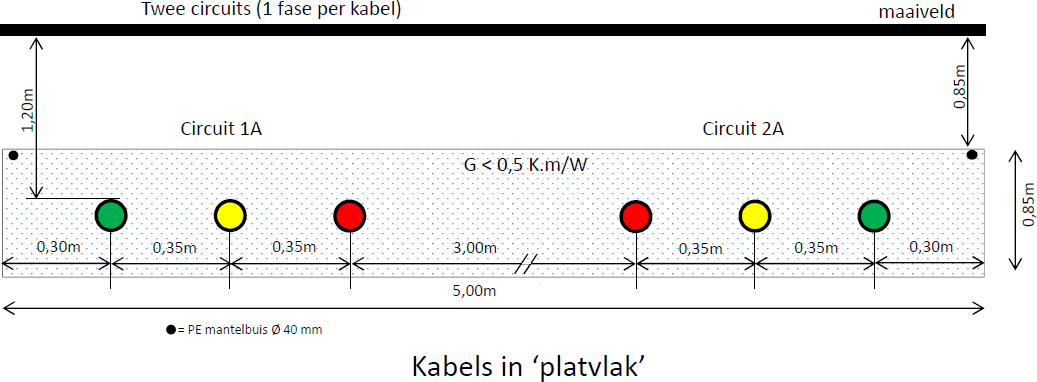 Twee circuits (1 fase per kabel)
maaiveld
1,20m
0,85m
Circuit 1A
Circuit 2A
G < 0,5 K.m/W
0,85m
0,30m
0,35m
0,35m
3,00m
0,35m
0,35m
0,30m
5,00m
= PE mantelbuis Ø 40 mm
Kabels in ‘platvlak’